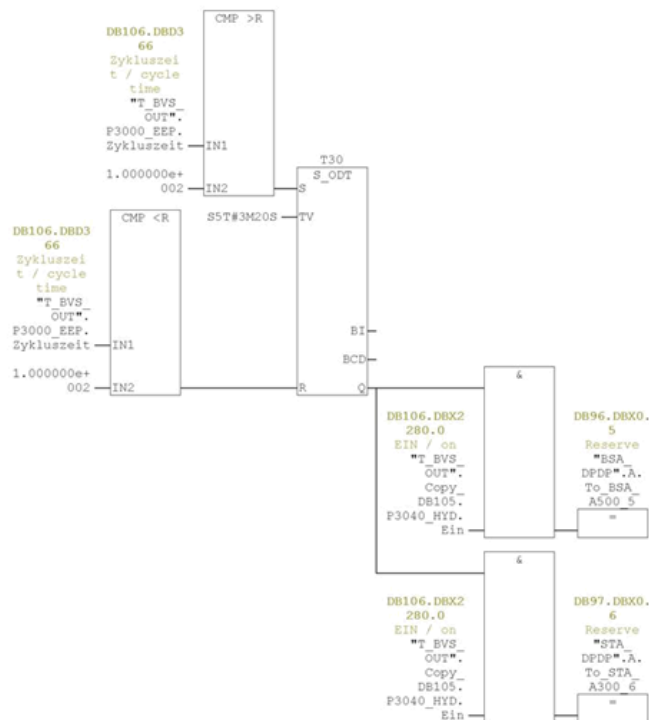 CMP >R
DB106.DBD3
66
Zykluszei
t / cycle
time
"T_BVS_
OUT".
P3000_EEP.
Zykluszeit
IN1
1.000000e+
002
IN2
T30
S_ODT
S
S5T#3M20S
TV
BI
BCD
R
Q
CMP <R
DB106.DBD3
66
Zykluszei
t / cycle
time
"T_BVS_
OUT".
P3000_EEP.
Zykluszeit
IN1
1.000000e+
002
IN2
&
DB106.DBX2
280.0
EIN / on
"T_BVS_
OUT".
Copy_
DB105.
P3040_HYD.
Ein
DB96.DBX0.
5
Reserve
"BSA_
DPDP".A.
To_BSA_
A500_5
=
&
DB106.DBX2
280.0
EIN / on
"T_BVS_
OUT".
Copy_
DB105.
P3040_HYD.
Ein
DB97.DBX0.
6
Reserve
"STA_
DPDP".A.
To_STA_
A300_6
=